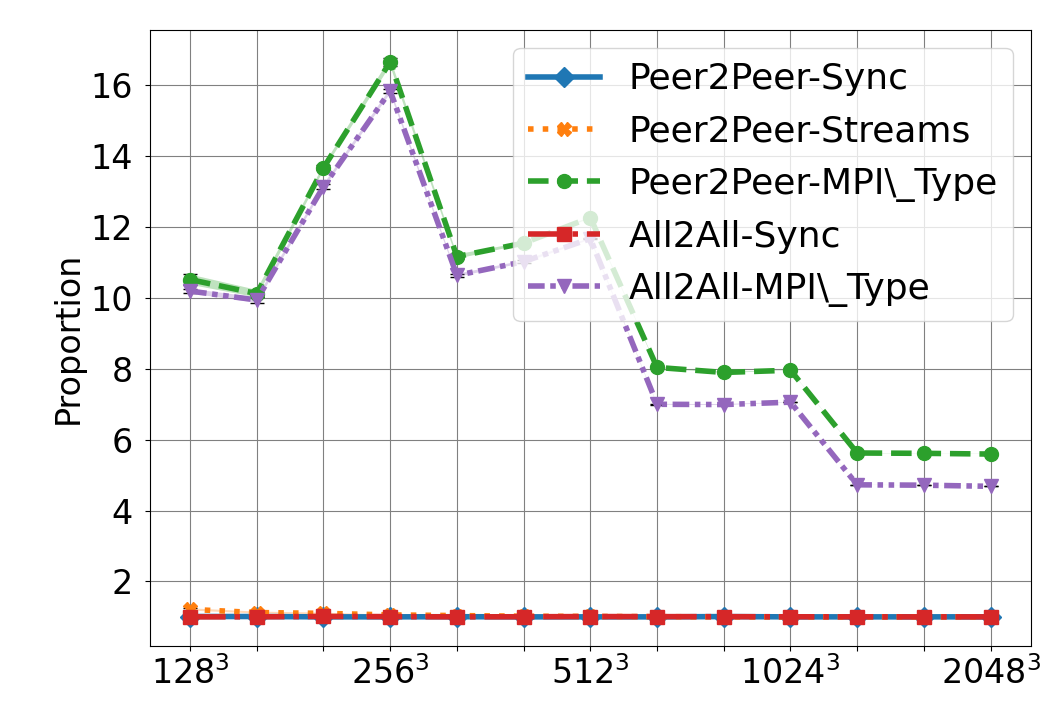 Proportion
16
14
12
10
8
6
4
2
128³
256³
512³
1024³
2048³
Peer2Peer-Sync
Peer2Peer-Streams
Peer2Peer-MPI\_Type
All2All-Sync
All2All-MPI\_Type